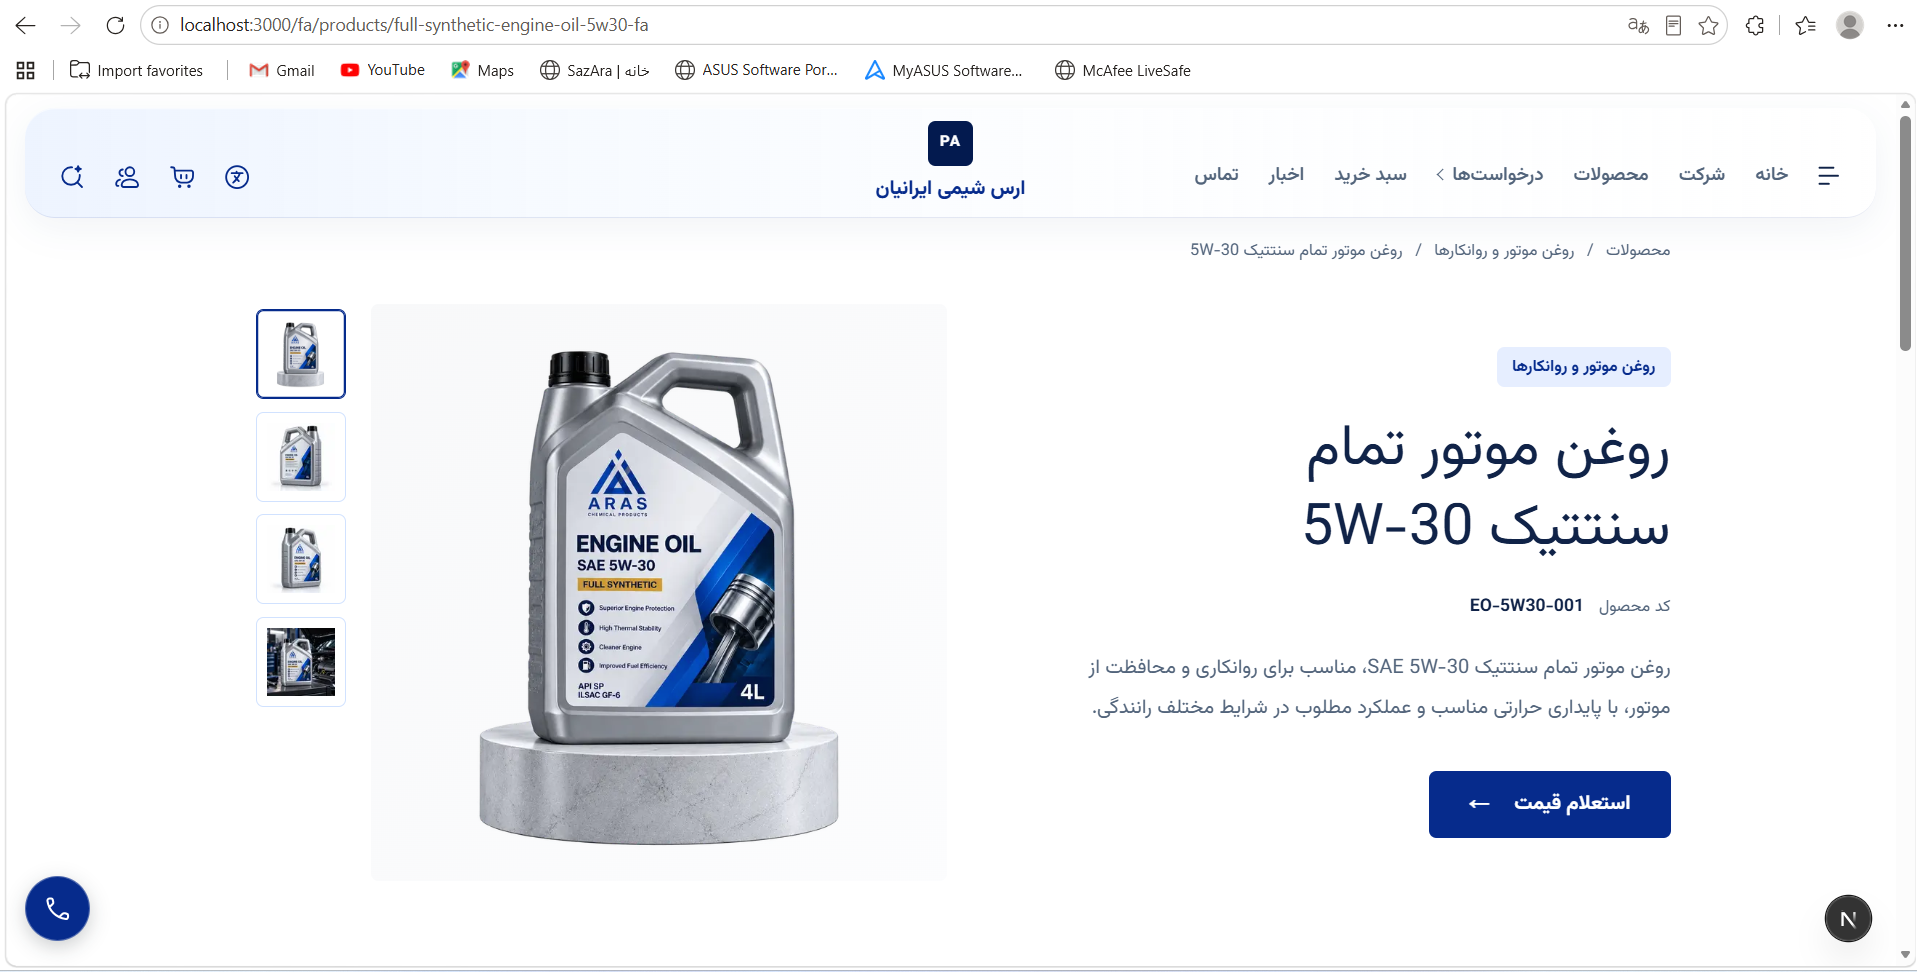 localhost:3000/fa/products/full-synthetic-engine-oil-5w30-fa
Import favorites
Gmail
YouTube
Maps
SazAra | خانه
ASUS Software Por...
MyASUS Software...
McAfee LiveSafe
PA
ارس شیمی ایرانیان
خانه
شرکت
محصولات
درخواست‌ها
سبد خرید
اخبار
تماس
محصولات / روغن موتور و روانکارها / روغن موتور تمام سنتتیک 5W-30
روغن موتور و روانکارها
روغن موتور تمام
سنتتیک 5W-30
کد محصول EO-5W30-001
روغن موتور تمام سنتتیک SAE 5W-30، مناسب برای روانکاری و محافظت از
موتور، با پایداری حرارتی مناسب و عملکرد مطلوب در شرایط مختلف رانندگی.
استعلام قیمت ←
ARAS
CHEMICAL PRODUCTS
ENGINE OIL
SAE 5W-30
FULL SYNTHETIC
Superior Engine Protection
High Thermal Stability
Cleaner Engine
Improved Fuel Efficiency
API SP
ILSAC GF-6
4L
N